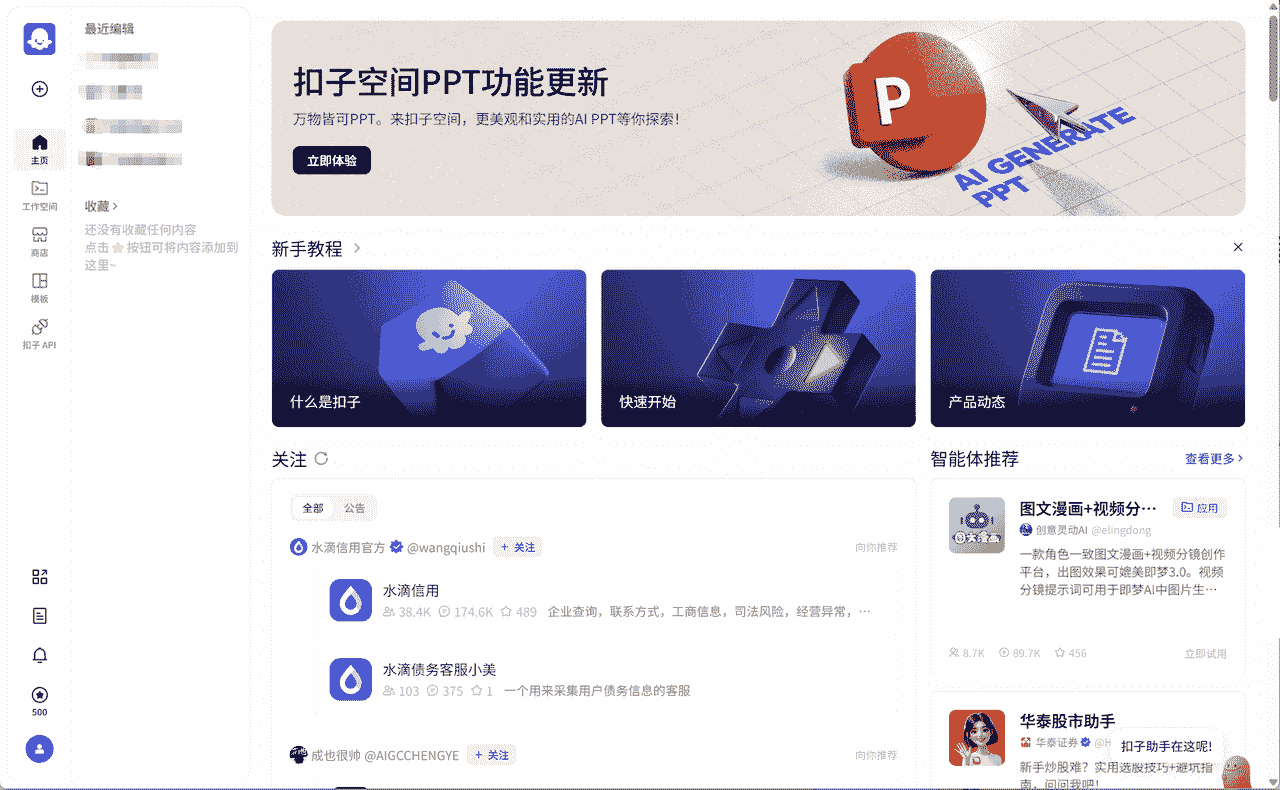 最近编辑
主页
工作空间
商店
模板
扣子 API
500
收藏
还没有收藏任何内容
点击 按钮可将内容添加到
这里~
扣子空间PPT功能更新
万物皆可PPT。来扣子空间，更美观和实用的AI PPT等你探索！
立即体验
P
AI GENERATE
PPT
新手教程
什么是扣子
快速开始
产品动态
关注
全部 公告
水滴信用官方 @wangqiushi + 关注 向你推荐
水滴信用
38.4K 174.6K 489 企业查询，联系方式，工商信息，司法风险，经营异常，…
水滴债务客服小美
103 375 1 一个用来采集用户债务信息的客服
成也很帅 @AIGCCHENGYE + 关注 向你推荐
智能体推荐 查看更多
图文漫画
图文漫画+视频分… 应用
创意灵动AI @elingdong
一款角色一致图文漫画+视频分镜创作
平台，出图效果可媲美即梦3.0。视频
分镜提示词可用于即梦AI中图片生…
8.7K 89.7K 456 立即试用
华泰股市助手
华泰证券 @H
扣子助手在这呢!
新手炒股难？实用选股技巧+避坑指
南，问问我吧！